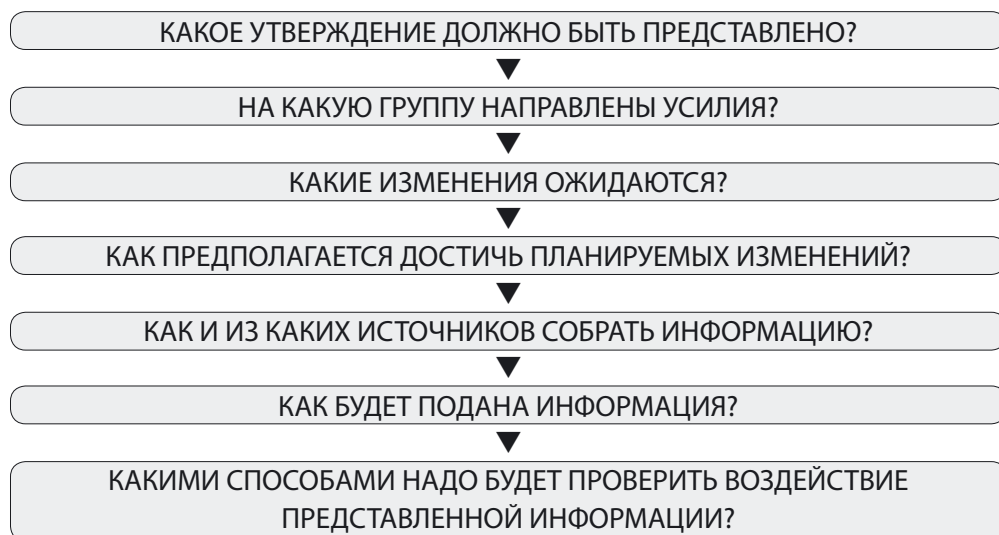 КАКОЕ УТВЕРЖДЕНИЕ ДОЛЖНО БЫТЬ ПРЕДСТАВЛЕНО?
НА КАКУЮ ГРУППУ НАПРАВЛЕНЫ УСИЛИЯ?
КАКИЕ ИЗМЕНЕНИЯ ОЖИДАЮТСЯ?
КАК ПРЕДПОЛАГАЕТСЯ ДОСТИЧЬ ПЛАНИРУЕМЫХ ИЗМЕНЕНИЙ?
КАК И ИЗ КАКИХ ИСТОЧНИКОВ СОБРАТЬ ИНФОРМАЦИЮ?
КАК БУДЕТ ПОДАНА ИНФОРМАЦИЯ?
КАКИМИ СПОСОБАМИ НАДО БУДЕТ ПРОВЕРИТЬ ВОЗДЕЙСТВИЕ
ПРЕДСТАВЛЕННОЙ ИНФОРМАЦИИ?